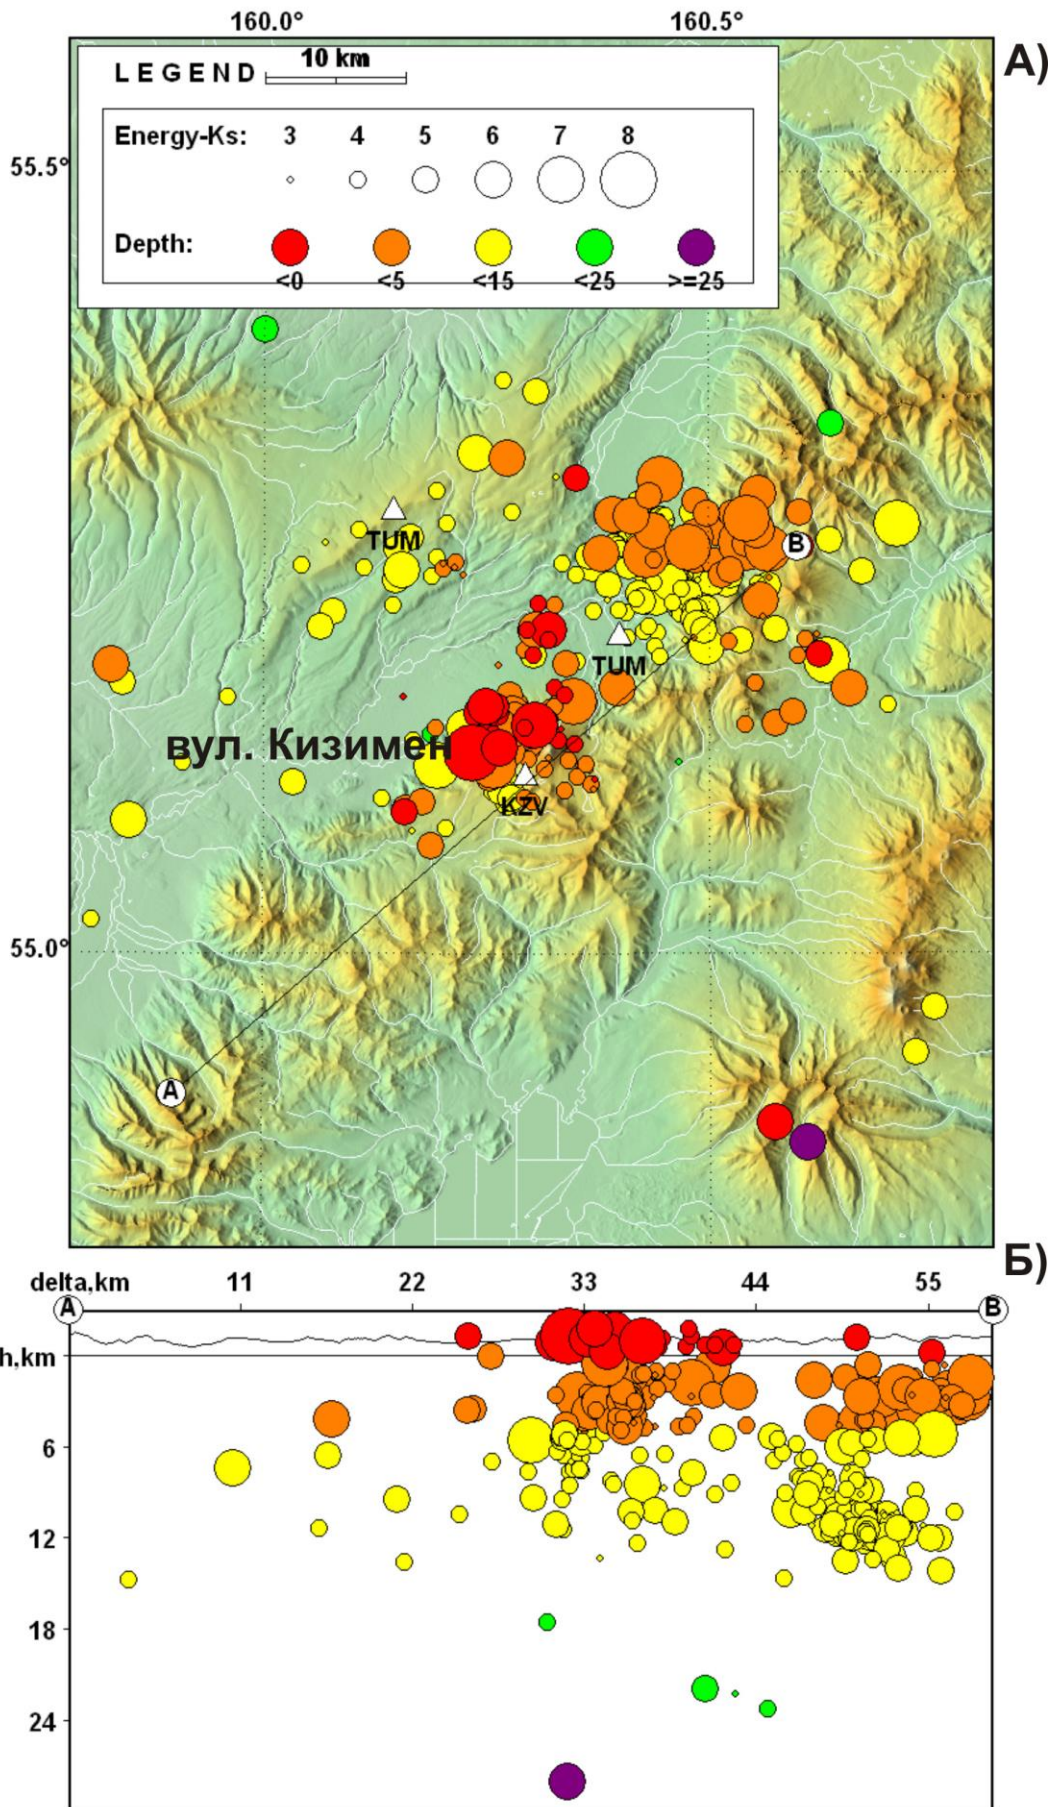 160.0° 160.5°
A)
LEGEND 10 km
Energy-Ks: 3 4 5 6 7 8
55.5°
Depth:
<0 <5 <15 <25 >=25
TUM
B
TUM
вул. Кизимен
KZV
55.0°
A
Б)
delta,km 11 22 33 44 55
A B
h,km
6
12
18
24